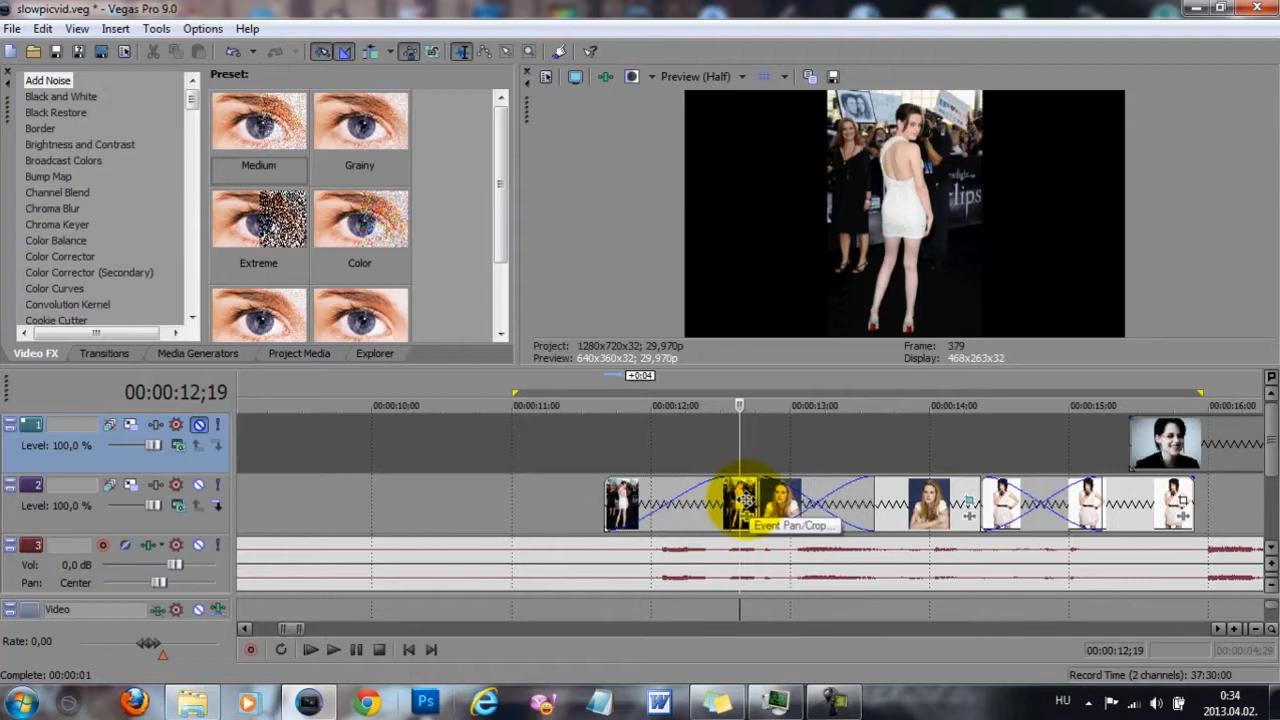 slowpicvid.veg * - Vegas Pro 9.0
File Edit View Insert Tools Options Help
Add Noise
Black and White
Black Restore
Border
Brightness and Contrast
Broadcast Colors
Bump Map
Channel Blend
Chroma Blur
Chroma Keyer
Color Balance
Color Corrector
Color Corrector (Secondary)
Color Curves
Convolution Kernel
Cookie Cutter
Preset:
Medium Grainy
Extreme Color
Video FX Transitions Media Generators Project Media Explorer
Preview (Half)
clips
Project: 1280x720x32; 29,970p Frame: 379
Preview: 640x360x32; 29,970p Display: 468x263x32
00:00:12;19
+0:04
00:00:10;00 00:00:11;00 00:00:12;00 00:00:13;00 00:00:14;00 00:00:15;00 00:00:16;00
1
Level: 100,0 %
2
Level: 100,0 %
Event Pan/Crop...
3
Vol: 0,0 dB
Pan: Center
Video
Rate: 0,00
00:00:12;19 00:00:04;29
Complete: 00:00:01 Record Time (2 channels): 37:30:00
HU 0:34
2013.04.02.